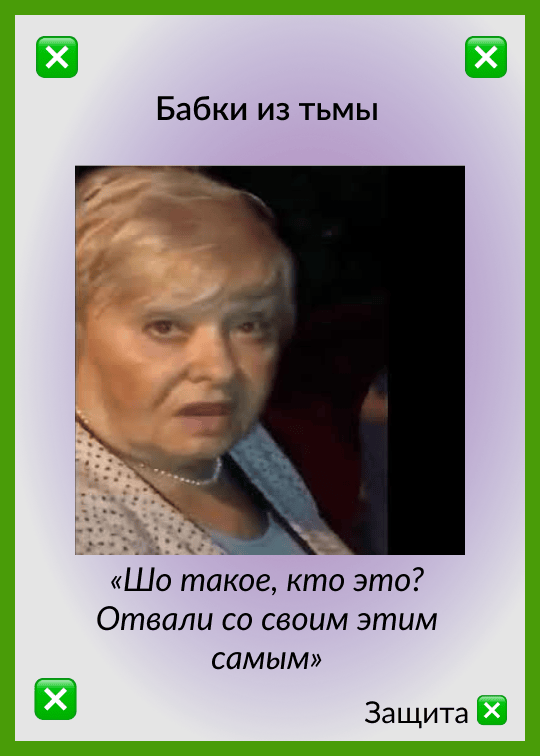 Бабки из тьмы
«Шо такое, кто это?
Отвали со своим этим
самым»
Защита ❎